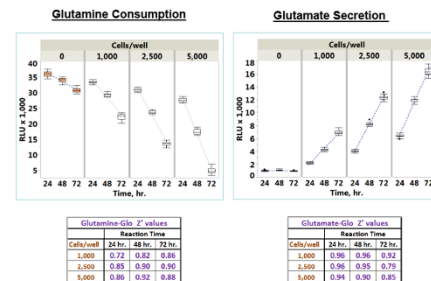 Glutamine Consumption
Cells/well
0 1,000 2,500 5,000
RLU x 1,000
40
35
30
25
20
15
10
5
24 48 72 24 48 72 24 48 72 24 48 72
Time, hr.
Glutamine-Glo Z' values
Reaction Time
Cells/well 24 hr. 48 hr. 72 hr.
1,000 0.72 0.82 0.86
2,500 0.85 0.90 0.90
5,000 0.86 0.92 0.88
Glutamate Secretion
Cells/well
0 1,000 2,500 5,000
RLU x 1,000
18
16
14
12
10
8
6
4
2
0
24 48 72 24 48 72 24 48 72 24 48 72
Time, hr.
Glutamate-Glo Z' values
Reaction Time
Cells/well 24 hr. 48 hr. 72 hr.
1,000 0.96 0.96 0.92
2,500 0.96 0.95 0.79
5,000 0.94 0.90 0.85